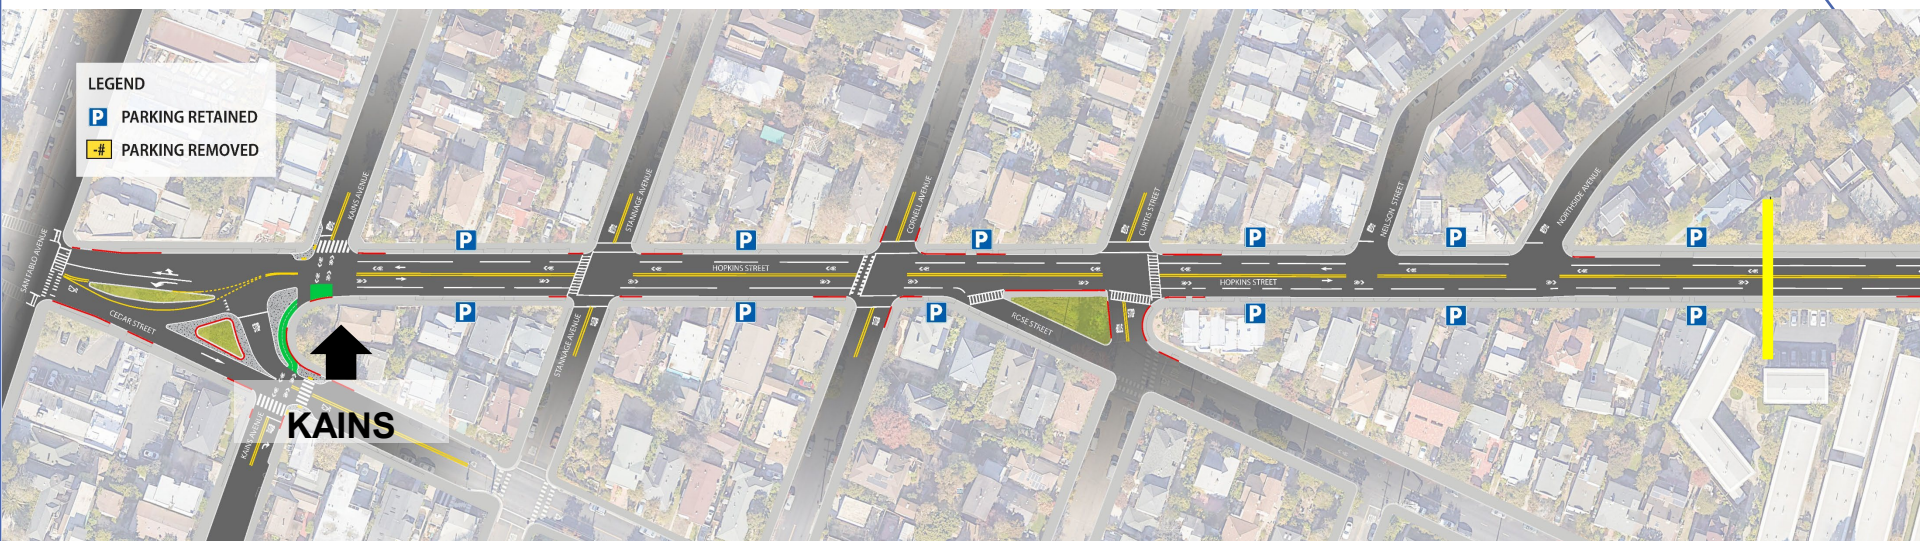 LEGEND
P PARKING RETAINED
-# PARKING REMOVED
SAN PABLO AVENUE
KAINS AVENUE
STANNAGE AVENUE
CORNELL AVENUE
CURTIS STREET
NEILSON STREET
NORTHSIDE AVENUE
P
P
P
P
P
P
HOPKINS STREET
HOPKINS STREET
P
P
P
P
P
P
CEDAR STREET
ROSE STREET
STANNAGE AVENUE
KAINS AVENUE
KAINS